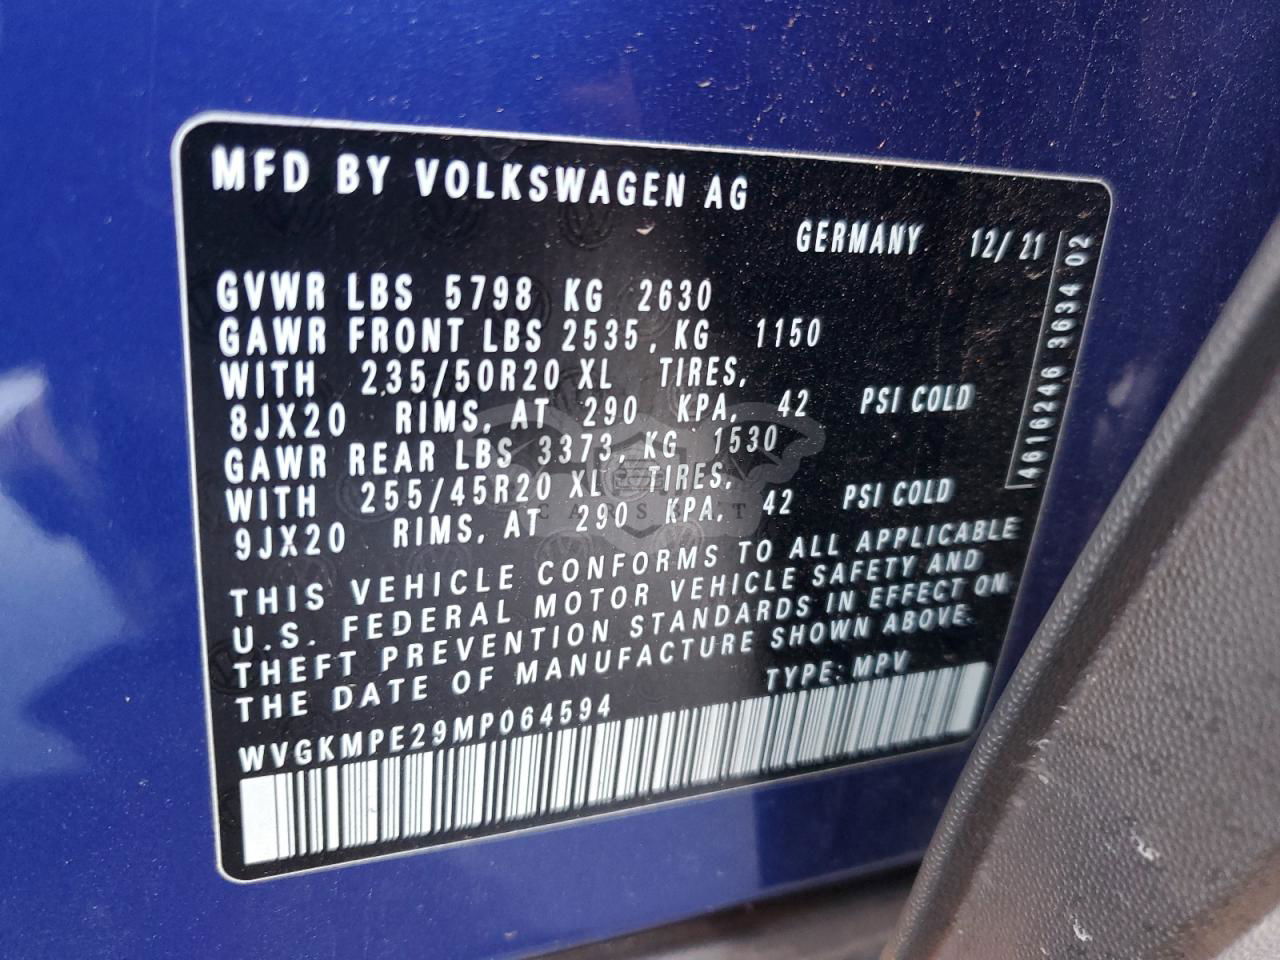 MFD BY VOLKSWAGEN AG
GERMANY 12/ 21
GVWR LBS 5798 KG 2630
GAWR FRONT LBS 2535, KG 1150
WITH 235/50R20 XL TIRES,
8JX20 RIMS, AT 290 KPA, 42 PSI COLD
GAWR REAR LBS 3373, KG 1530
WITH 255/45R20 XL TIRES,
9JX20 RIMS, AT 290 KPA, 42 PSI COLD
THIS VEHICLE CONFORMS TO ALL APPLICABLE
U.S. FEDERAL MOTOR VEHICLE SAFETY AND
THEFT PREVENTION STANDARDS IN EFFECT ON
THE DATE OF MANUFACTURE SHOWN ABOVE.
TYPE: MPV
WVGKMPE29MP064594
4616246 3634 02